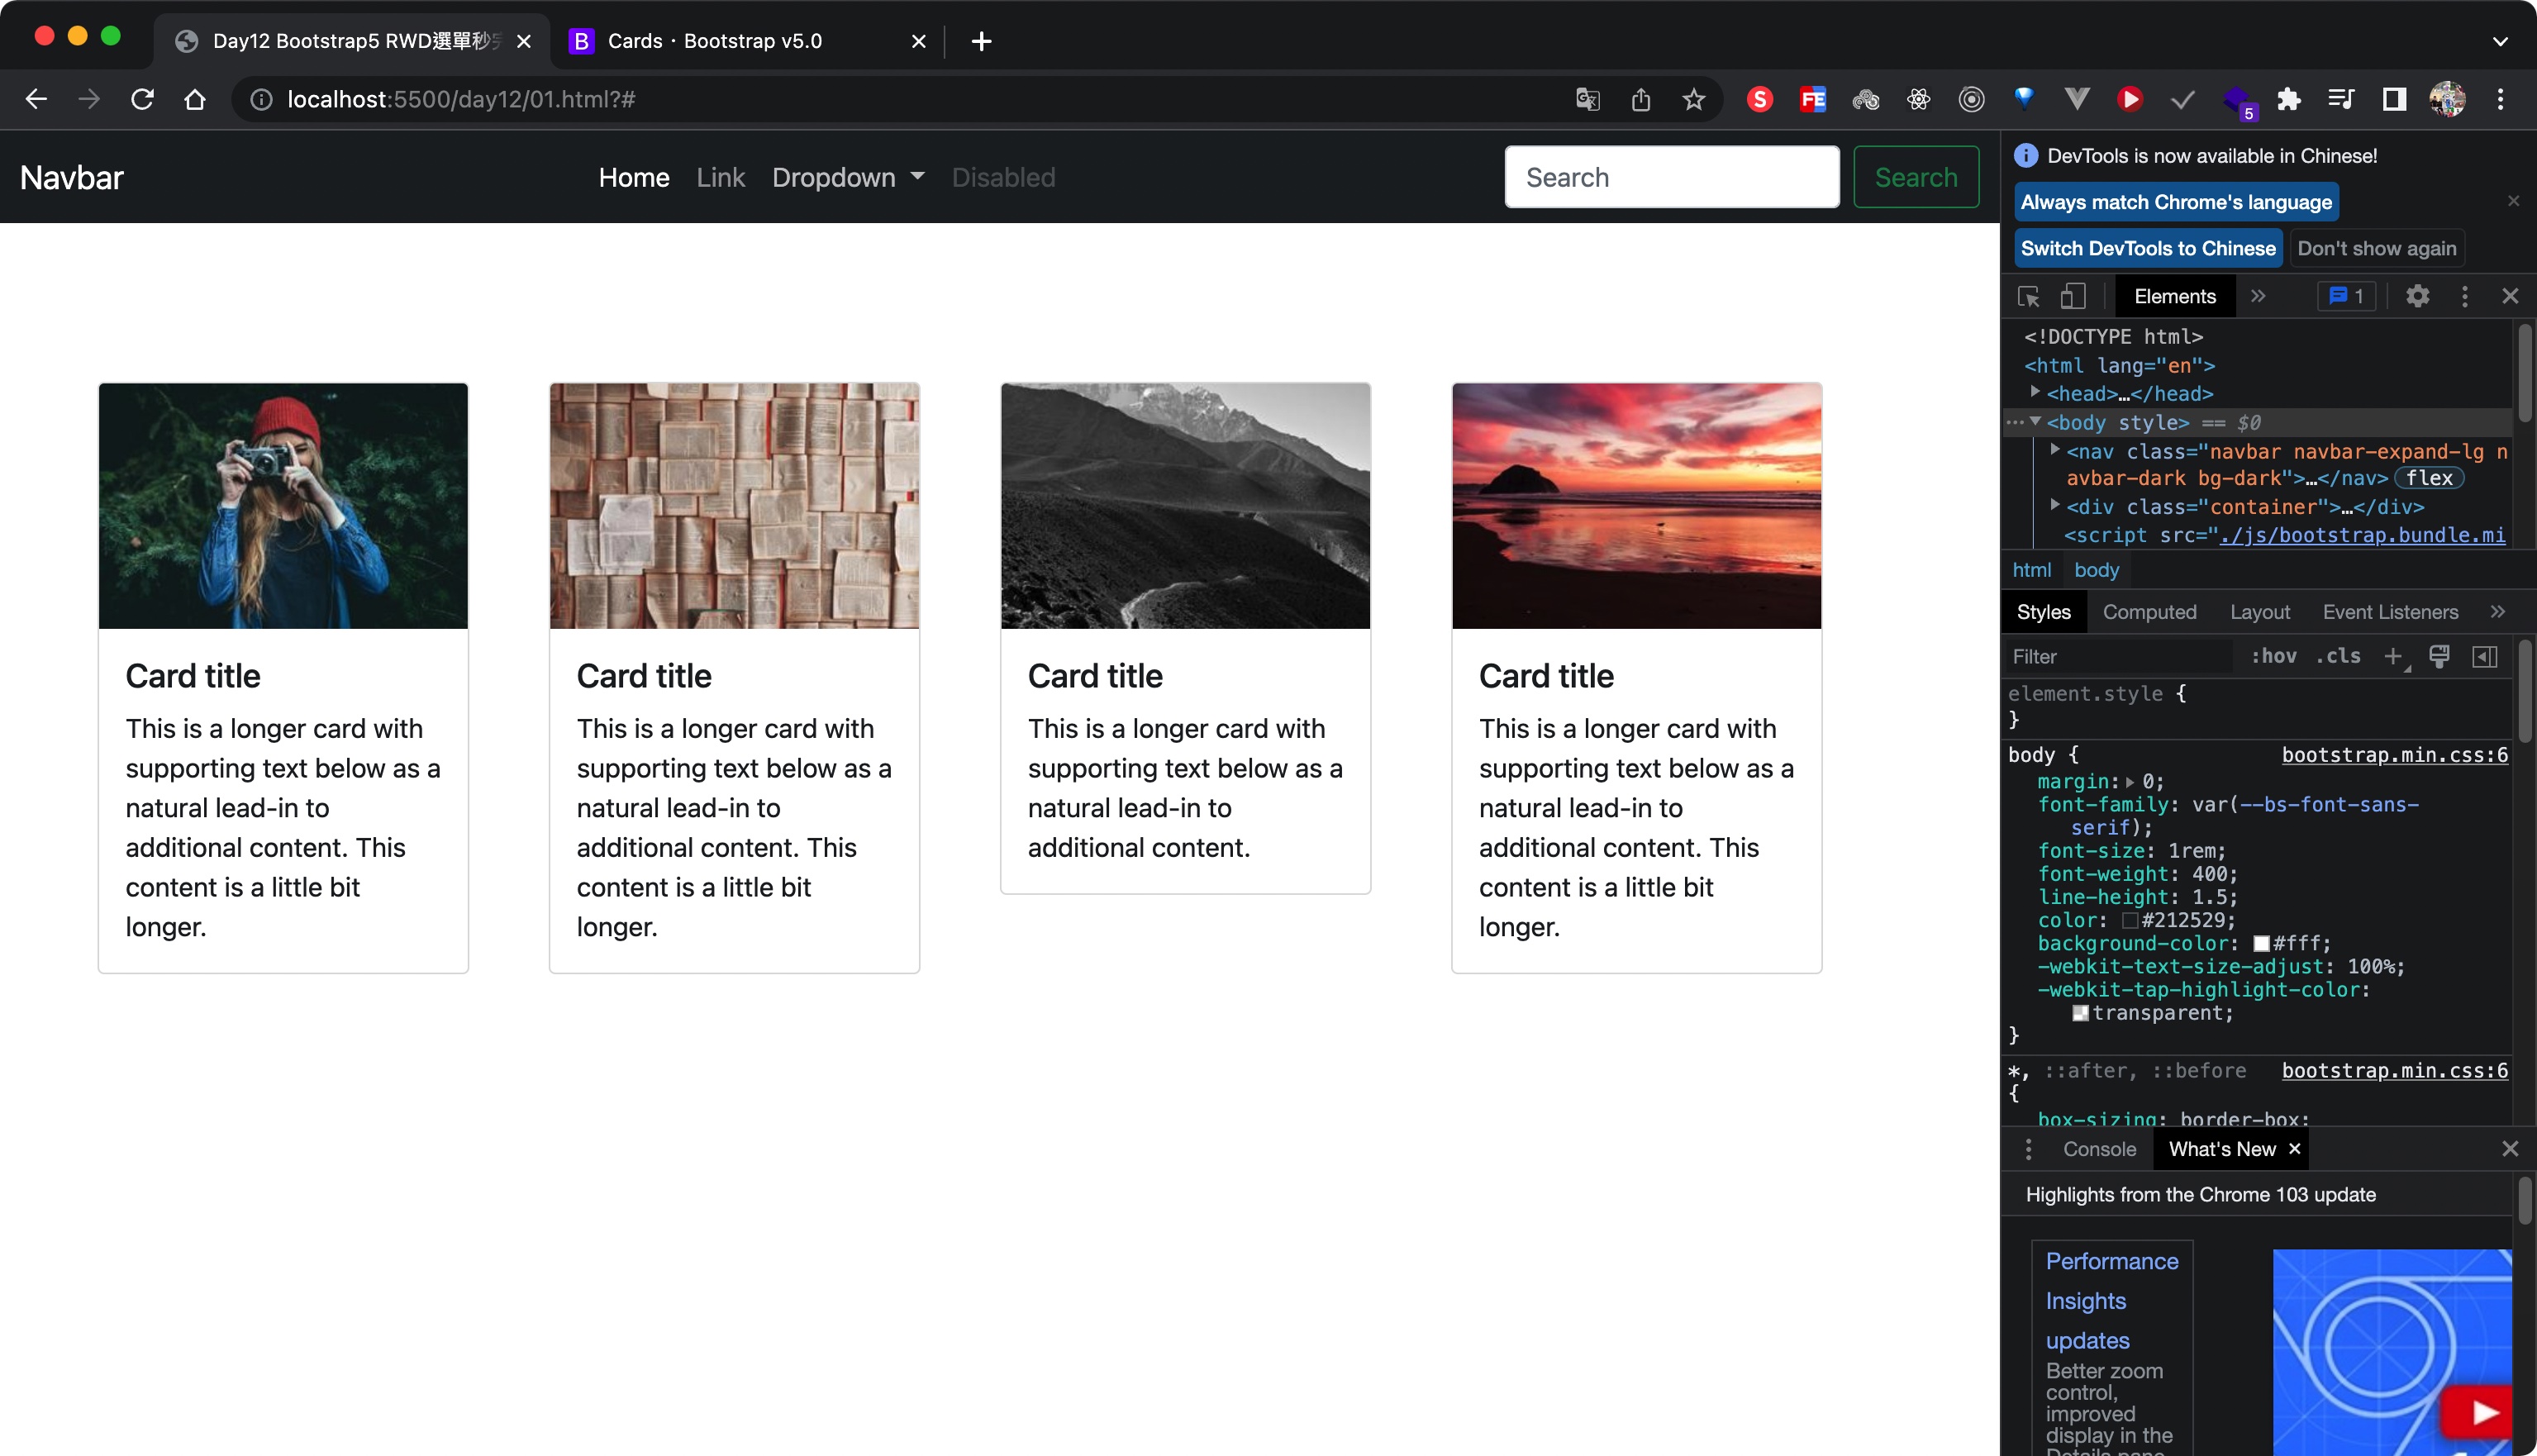 Day12 Bootstrap5 RWD選單秒
Cards · Bootstrap v5.0
localhost:5500/day12/01.html?#
S
FE
5
Navbar
Home
Link
Dropdown
Disabled
Search
Search
Card title
This is a longer card with
supporting text below as a
natural lead-in to
additional content. This
content is a little bit
longer.
Card title
This is a longer card with
supporting text below as a
natural lead-in to
additional content. This
content is a little bit
longer.
Card title
This is a longer card with
supporting text below as a
natural lead-in to
additional content.
Card title
This is a longer card with
supporting text below as a
natural lead-in to
additional content. This
content is a little bit
longer.
DevTools is now available in Chinese!
Always match Chrome's language
Switch DevTools to Chinese
Don't show again
Elements
1
<!DOCTYPE html>
<html lang="en">
<head>…</head>
<body style> == $0
<nav class="navbar navbar-expand-lg n
avbar-dark bg-dark">…</nav> flex
<div class="container">…</div>
<script src="./js/bootstrap.bundle.mi
html body
Styles Computed Layout Event Listeners
Filter :hov .cls
element.style {
}
body { bootstrap.min.css:6
margin: 0;
font-family: var(--bs-font-sans-
serif);
font-size: 1rem;
font-weight: 400;
line-height: 1.5;
color: #212529;
background-color: #fff;
-webkit-text-size-adjust: 100%;
-webkit-tap-highlight-color:
transparent;
}
*, ::after, ::before bootstrap.min.css:6
{
box-sizing: border-box;
Console What's New
Highlights from the Chrome 103 update
Performance
Insights
updates
Better zoom
control,
improved
display in the
Details pane